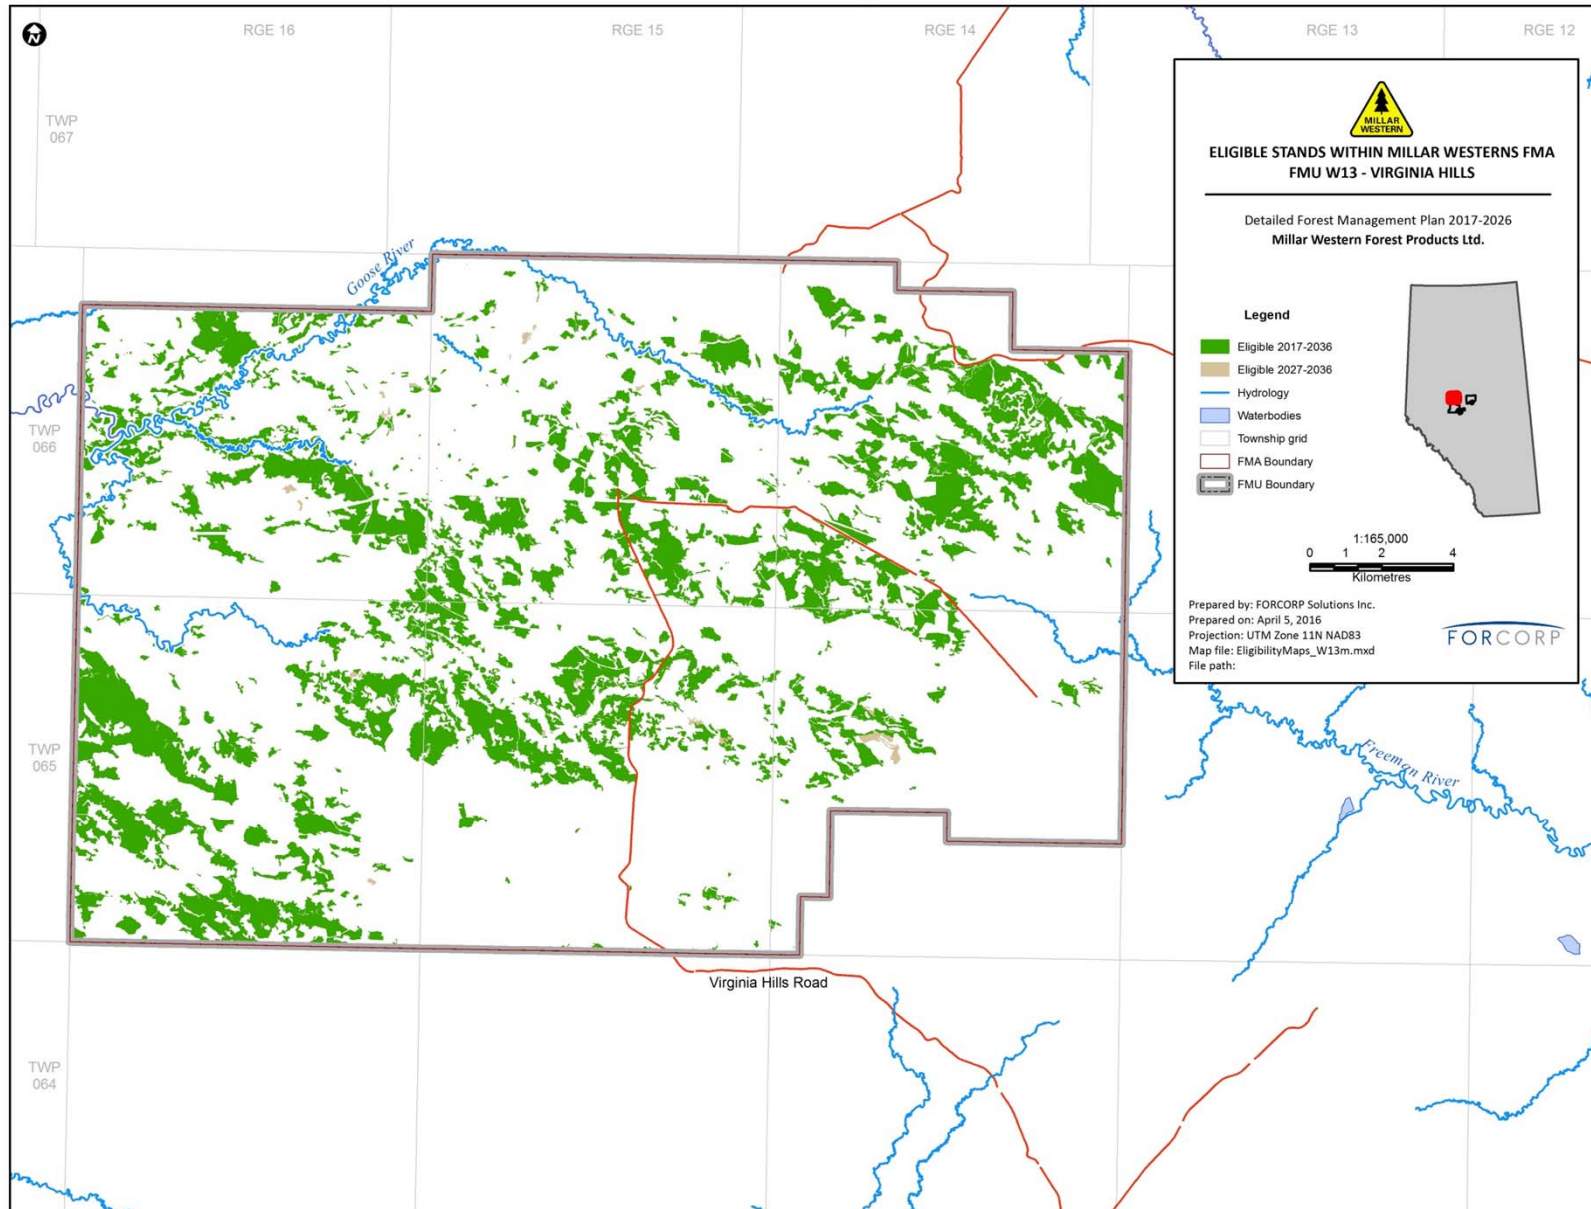 N
RGE 16
RGE 15
RGE 14
RGE 13
RGE 12
TWP
067
MILLAR
WESTERN
ELIGIBLE STANDS WITHIN MILLAR WESTERNS FMA
FMU W13 - VIRGINIA HILLS
Detailed Forest Management Plan 2017-2026
Millar Western Forest Products Ltd.
Legend
Eligible 2017-2036
Eligible 2027-2036
Hydrology
Waterbodies
Township grid
FMA Boundary
FMU Boundary
1:165,000
0 1 2 4
Kilometres
Prepared by: FORCORP Solutions Inc.
Prepared on: April 5, 2016
Projection: UTM Zone 11N NAD83
Map file: EligibilityMaps_W13m.mxd
File path:
FORCORP
Goose River
TWP
066
TWP
065
Freeman River
Virginia Hills Road
TWP
064